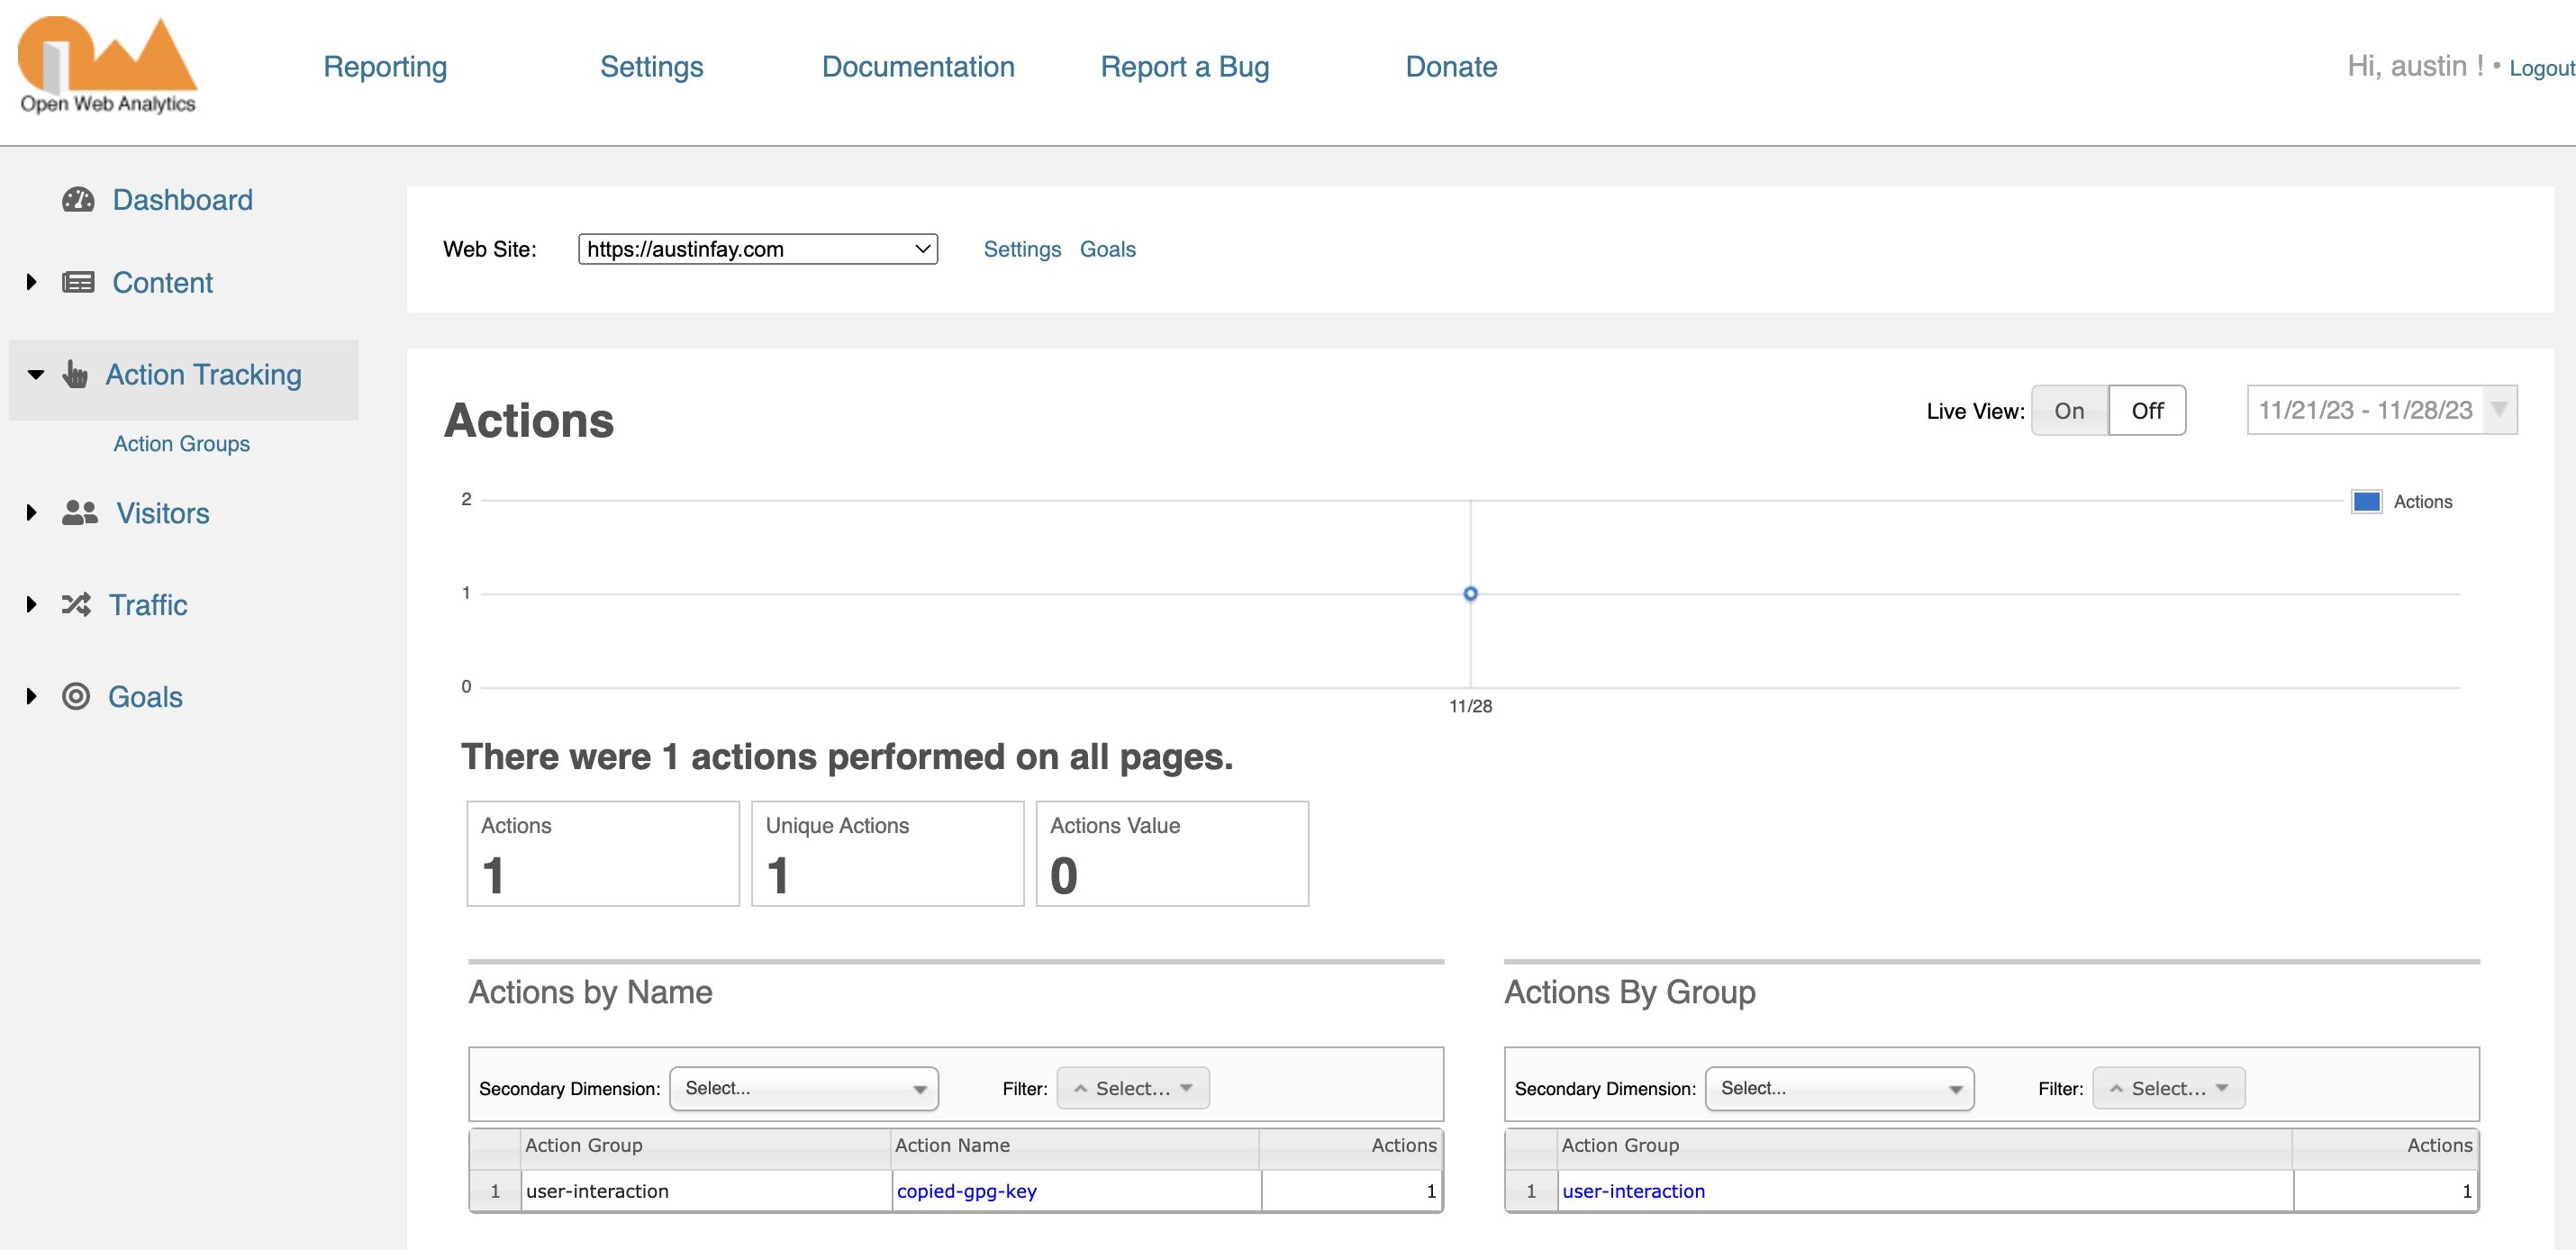 Open Web Analytics
Reporting
Settings
Documentation
Report a Bug
Donate
Hi, austin ! • Logout
Dashboard
Content
Action Tracking
Action Groups
Visitors
Traffic
Goals
Web Site: https://austinfay.com Settings Goals
Actions
Live View: On Off
11/21/23 - 11/28/23
2
1
0
Actions
11/28
There were 1 actions performed on all pages.
Actions
1
Unique Actions
1
Actions Value
0
Actions by Name
Secondary Dimension: Select... Filter: Select...
Action Group Action Name Actions
1 user-interaction copied-gpg-key 1
Actions By Group
Secondary Dimension: Select... Filter: Select...
Action Group Actions
1 user-interaction 1